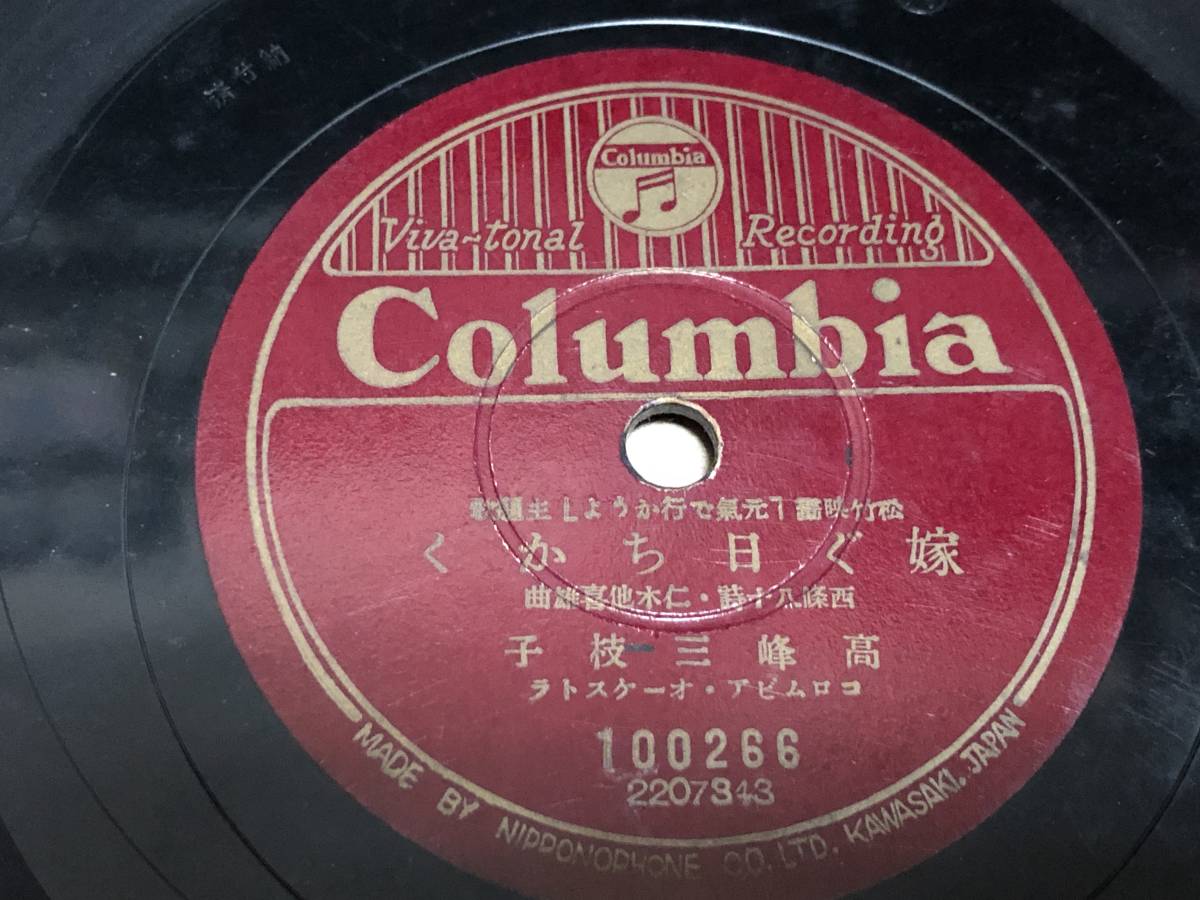 納付濟
Columbia
Viva-tonal Recording
Columbia
松竹映畫「元氣で行かうよ」主題歌
嫁ぐ日ちかく
西條八十詩・仁木他喜雄曲
高峰三枝子
コロムビア・オーケストラ
100266
2207343
MADE BY NIPPONOPHONE CO., LTD. KAWASAKI, JAPAN